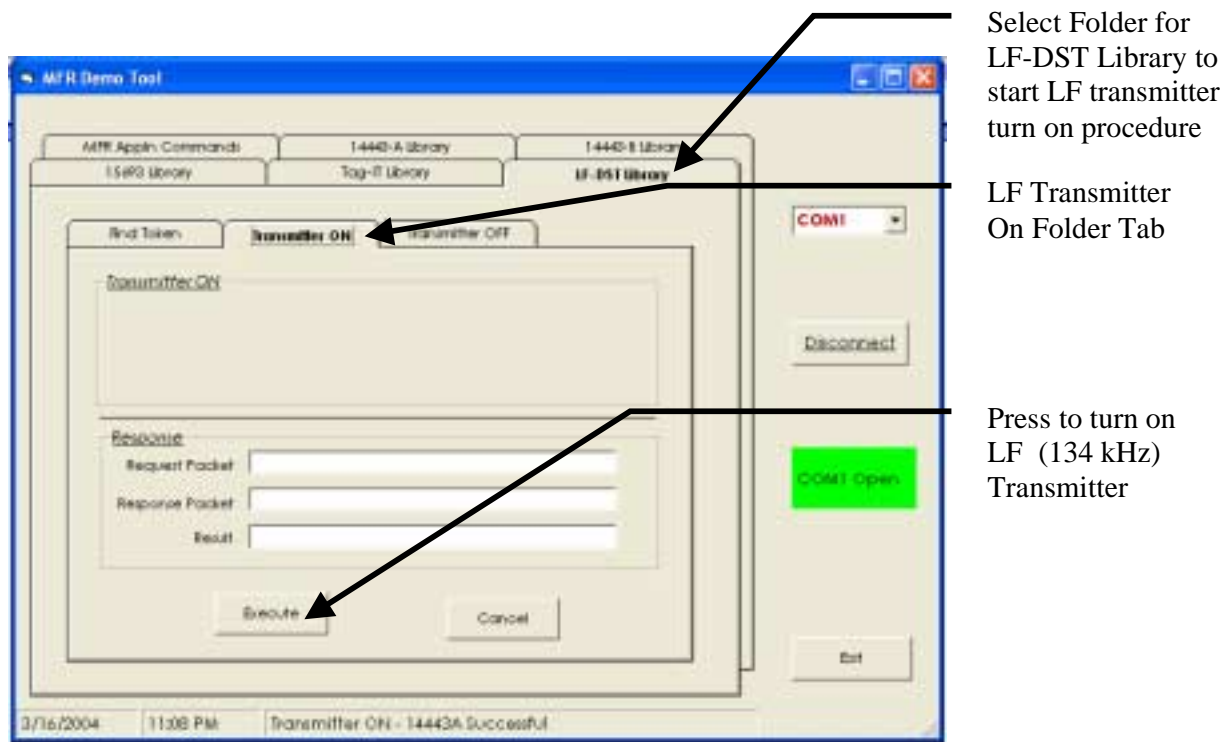 Select Folder for
LF-DST Library to
start LF transmitter
turn on procedure
MFR Demo Tool
MFR Appln. Commands
14443-A Library
14443-B Library
15693 Library
Tag-IT Library
LF-DST Library
LF Transmitter
On Folder Tab
COM1
Find Token
Transmitter ON
Transmitter OFF
Transmitter ON
Disconnect
Press to turn on
LF (134 kHz)
Transmitter
Response
Request Packet
COM1 Open
Response Packet
Result
Execute
Cancel
Exit
3/16/2004
11:08 PM
Transmitter ON - 14443A Successful